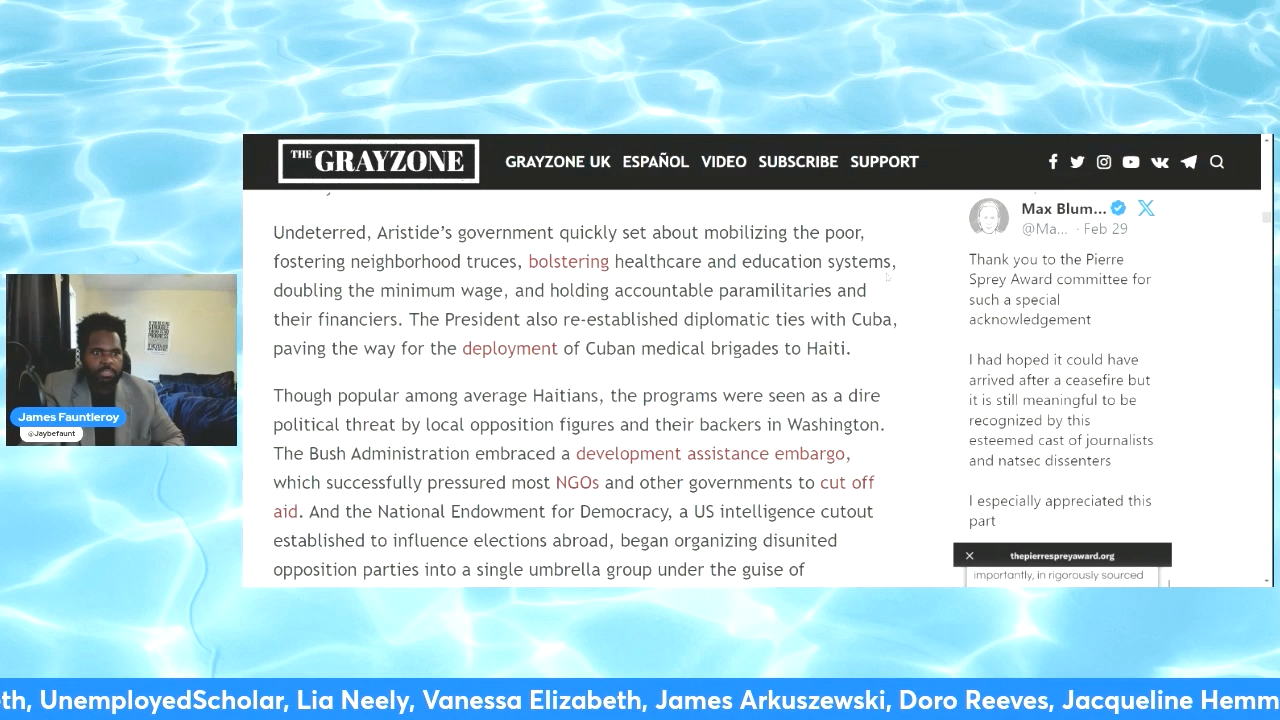 THE GRAYZONE
GRAYZONE UK ESPAÑOL VIDEO SUBSCRIBE SUPPORT
Undeterred, Aristide’s government quickly set about mobilizing the poor,
fostering neighborhood truces, bolstering healthcare and education systems,
doubling the minimum wage, and holding accountable paramilitaries and
their financiers. The President also re-established diplomatic ties with Cuba,
paving the way for the deployment of Cuban medical brigades to Haiti.
Though popular among average Haitians, the programs were seen as a dire
political threat by local opposition figures and their backers in Washington.
The Bush Administration embraced a development assistance embargo,
which successfully pressured most NGOs and other governments to cut off
aid. And the National Endowment for Democracy, a US intelligence cutout
established to influence elections abroad, began organizing disunited
opposition parties into a single umbrella group under the guise of
Max Blum...
@Ma... · Feb 29
Thank you to the Pierre
Sprey Award committee for
such a special
acknowledgement
I had hoped it could have
arrived after a ceasefire but
it is still meaningful to be
recognized by this
esteemed cast of journalists
and natsec dissenters
I especially appreciated this
part
thepierrespreyaward.org
importantly, in rigorously sourced
James Fauntleroy
@Jaybefaunt
eth, UnemployedScholar, Lia Neely, Vanessa Elizabeth, James Arkuszewski, Doro Reeves, Jacqueline Hemm